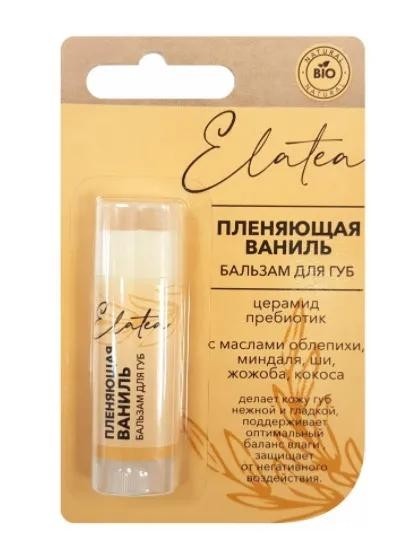 NATURAL
BIO
NATURAL
Elatea
ПЛЕНЯЮЩАЯ
ВАНИЛЬ
БАЛЬЗАМ ДЛЯ ГУБ
церамид
пребиотик
с маслами облепихи,
миндаля, ши,
жожоба, кокоса
делает кожу губ
нежной и гладкой,
поддерживает
оптимальный
баланс влаги,
защищает
от негативного
воздействия.
Elatea
ПЛЕНЯЮЩАЯ
ВАНИЛЬ
БАЛЬЗАМ ДЛЯ ГУБ